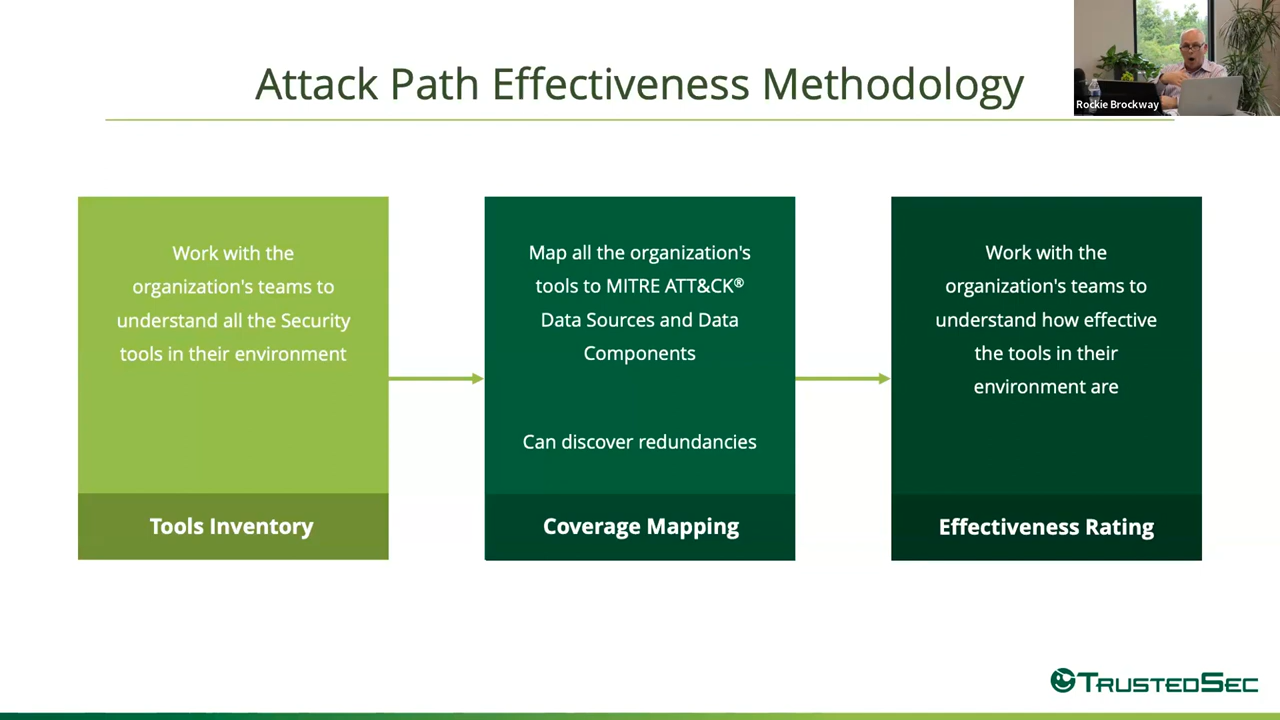 Attack Path Effectiveness Methodology
Rockie Brockway
Work with the
organization's teams to
understand all the Security
tools in their environment
Tools Inventory
Map all the organization's
tools to MITRE ATT&CK®
Data Sources and Data
Components
Can discover redundancies
Coverage Mapping
Work with the
organization's teams to
understand how effective
the tools in their
environment are
Effectiveness Rating
TRUSTEDSEC